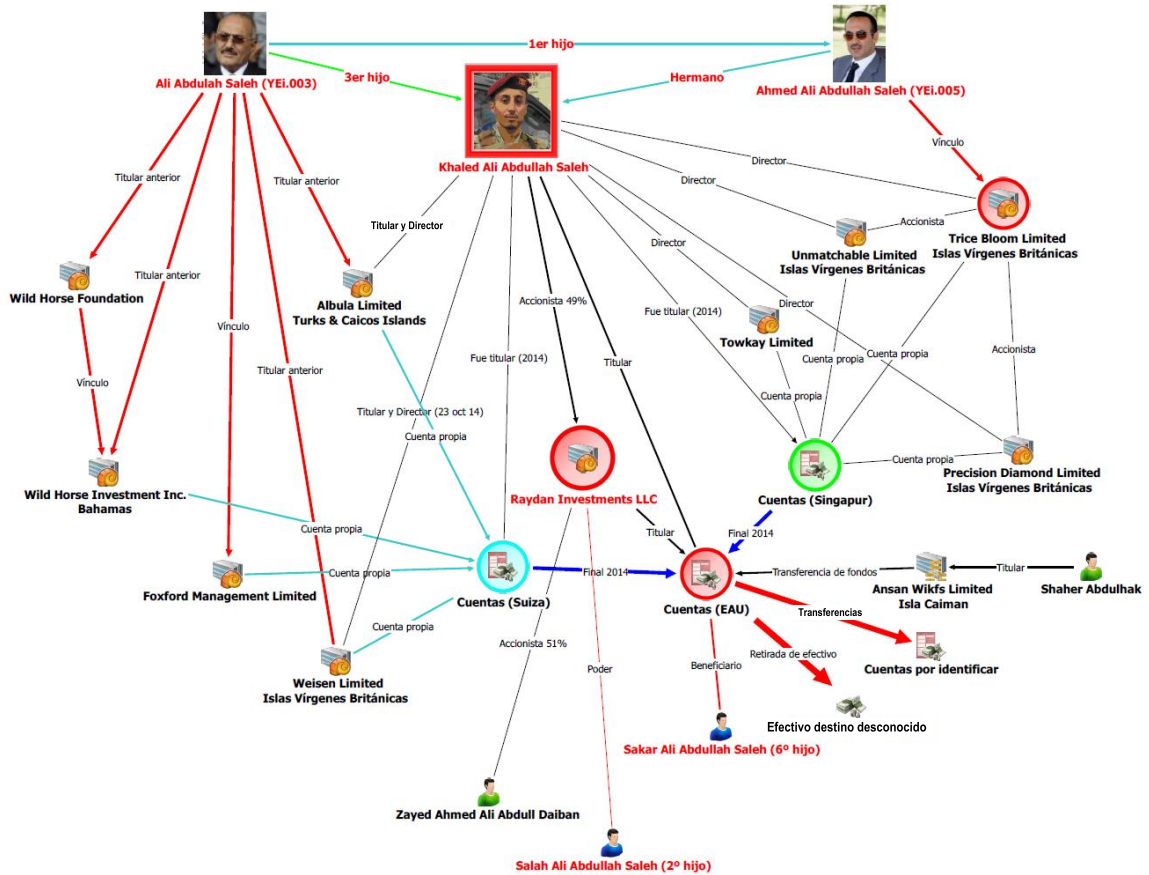 1er hijo
Ali Abdulah Saleh (YEi.003)
3er hijo
Hermano
Ahmed Ali Abdullah Saleh (YEi.005)
Khaled Ali Abdullah Saleh
Vínculo
Director
Director
Titular anterior
Titular anterior
Titular y Director
Director
Accionista
Trice Bloom Limited
Islas Vírgenes Británicas
Unmatchable Limited
Islas Vírgenes Británicas
Titular anterior
Wild Horse Foundation
Albula Limited
Turks & Caicos Islands
Accionista 49%
Fue titular (2014)
Director
Vínculo
Towkay Limited
Accionista
Fue titular (2014)
Titular
Cuenta propia
Cuenta propia
Vínculo
Titular anterior
Cuenta propia
Titular y Director (23 oct 14)
Cuenta propia
Cuenta propia
Precision Diamond Limited
Islas Vírgenes Británicas
Wild Horse Investment Inc.
Bahamas
Raydan Investments LLC
Cuentas (Singapur)
Cuenta propia
Titular
Final 2014
Cuenta propia
Final 2014
Transferencia de fondos
Titular
Foxford Management Limited
Cuentas (Suiza)
Cuentas (EAU)
Ansan Wikfs Limited
Isla Caiman
Shaher Abdulhak
Transferencias
Cuenta propia
Accionista 51%
Retirada de efectivo
Poder
Beneficiario
Cuentas por identificar
Weisen Limited
Islas Vírgenes Británicas
Efectivo destino desconocido
Sakar Ali Abdullah Saleh (6º hijo)
Zayed Ahmed Ali Abdull Daiban
Salah Ali Abdullah Saleh (2º hijo)